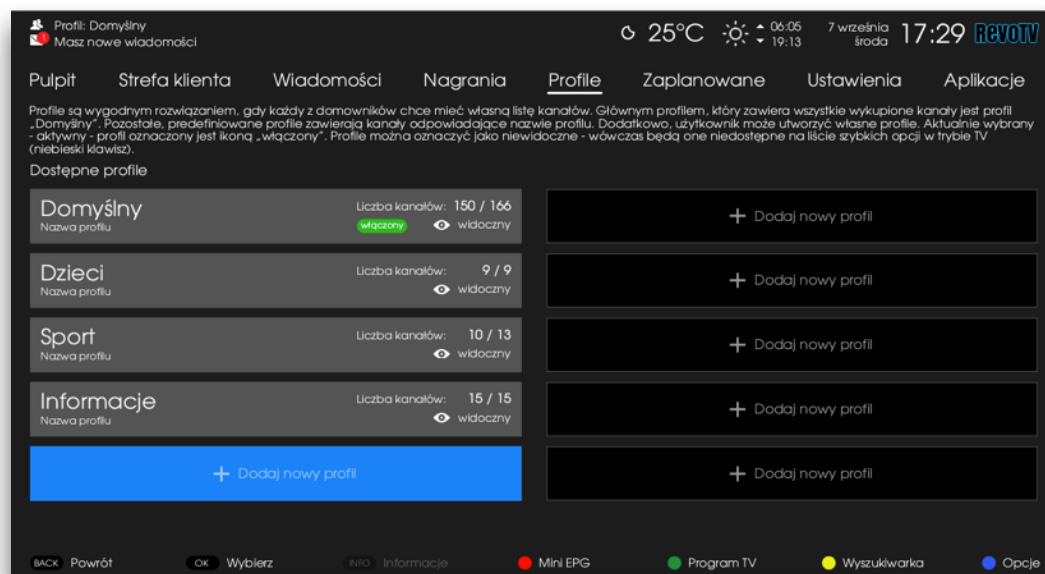 Profil: Domyślny
Masz nowe wiadomości
1
25°C
06:05
19:13
7 września
środa
17:29
RevoTV
Pulpit Strefa klienta Wiadomości Nagrania Profile Zaplanowane Ustawienia Aplikacje
Profile są wygodnym rozwiązaniem, gdy każdy z domowników chce mieć własną listę kanałów. Głównym profilem, który zawiera wszystkie wykupione kanały jest profil
„Domyślny”. Pozostałe, predefiniowane profile zawierają kanały odpowiadające nazwie profilu. Dodatkowo, użytkownik może utworzyć własne profile. Aktualnie wybrany
- aktywny - profil oznaczony jest ikoną „włączony”. Profile można oznaczyć jako niewidoczne - wówczas będą one niedostępne na liście szybkich opcji w trybie TV
(niebieski klawisz).
Dostępne profile
Domyślny
Nazwa profilu
Liczba kanałów: 150 / 166
włączony widoczny
+ Dodaj nowy profil
Dzieci
Nazwa profilu
Liczba kanałów: 9 / 9
widoczny
+ Dodaj nowy profil
Sport
Nazwa profilu
Liczba kanałów: 10 / 13
widoczny
+ Dodaj nowy profil
Informacje
Nazwa profilu
Liczba kanałów: 15 / 15
widoczny
+ Dodaj nowy profil
+ Dodaj nowy profil
+ Dodaj nowy profil
BACK Powrót OK Wybierz INFO Informacje Mini EPG Program TV Wyszukiwarka Opcje